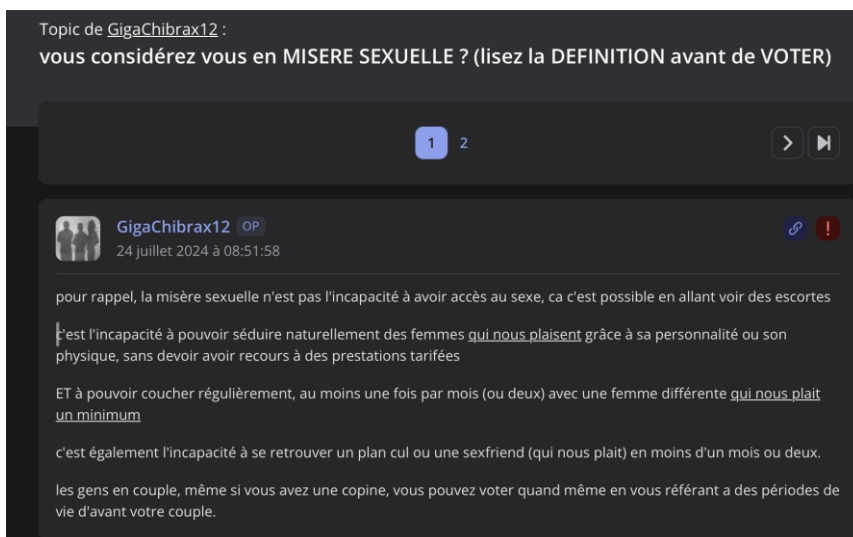 Topic de GigaChibrax12 :
vous considérez vous en MISERE SEXUELLE ? (lisez la DEFINITION avant de VOTER)
1 2
GigaChibrax12 OP
24 juillet 2024 à 08:51:58
pour rappel, la misère sexuelle n'est pas l'incapacité à avoir accès au sexe, ca c'est possible en allant voir des escortes
c'est l'incapacité à pouvoir séduire naturellement des femmes qui nous plaisent grâce à sa personnalité ou son
physique, sans devoir avoir recours à des prestations tarifées
ET à pouvoir coucher régulièrement, au moins une fois par mois (ou deux) avec une femme différente qui nous plait
un minimum
c'est également l'incapacité à se retrouver un plan cul ou une sexfriend (qui nous plait) en moins d'un mois ou deux.
les gens en couple, même si vous avez une copine, vous pouvez voter quand même en vous référant a des périodes de
vie d'avant votre couple.